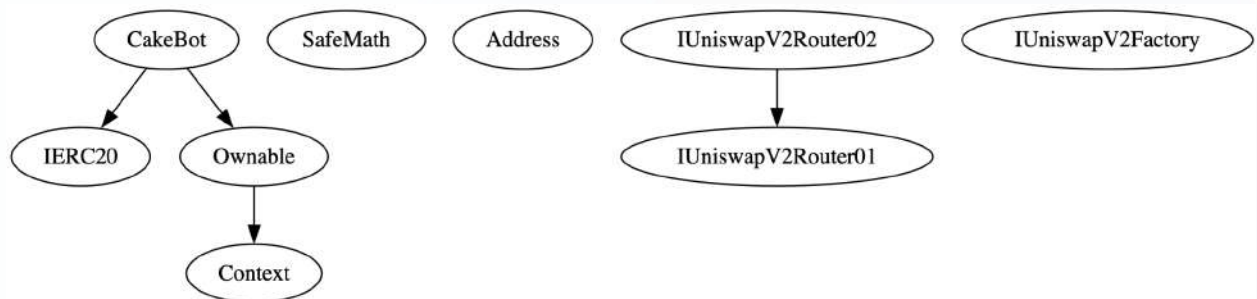 CakeBot
SafeMath
Address
IUniswapV2Router02
IUniswapV2Factory
IERC20
Ownable
IUniswapV2Router01
Context